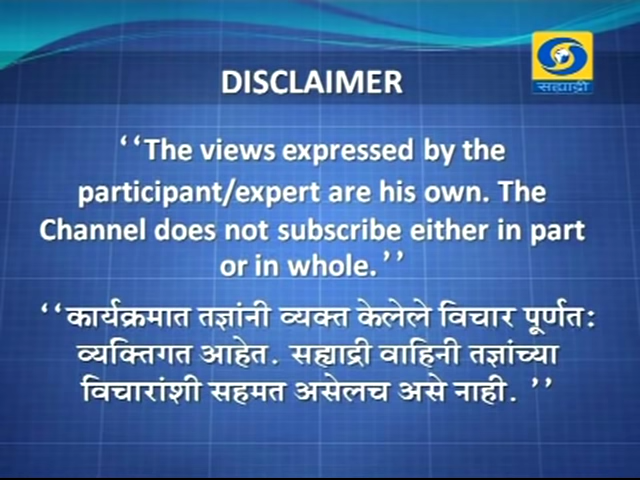 DISCLAIMER
सह्याद्री
‘‘The views expressed by the
participant/expert are his own. The
Channel does not subscribe either in part
or in whole.’’
‘‘कार्यक्रमात तज्ञांनी व्यक्त केलेले विचार पूर्णत:
व्यक्तिगत आहेत. सह्याद्री वाहिनी तज्ञांच्या
विचारांशी सहमत असेलच असे नाही. ’’